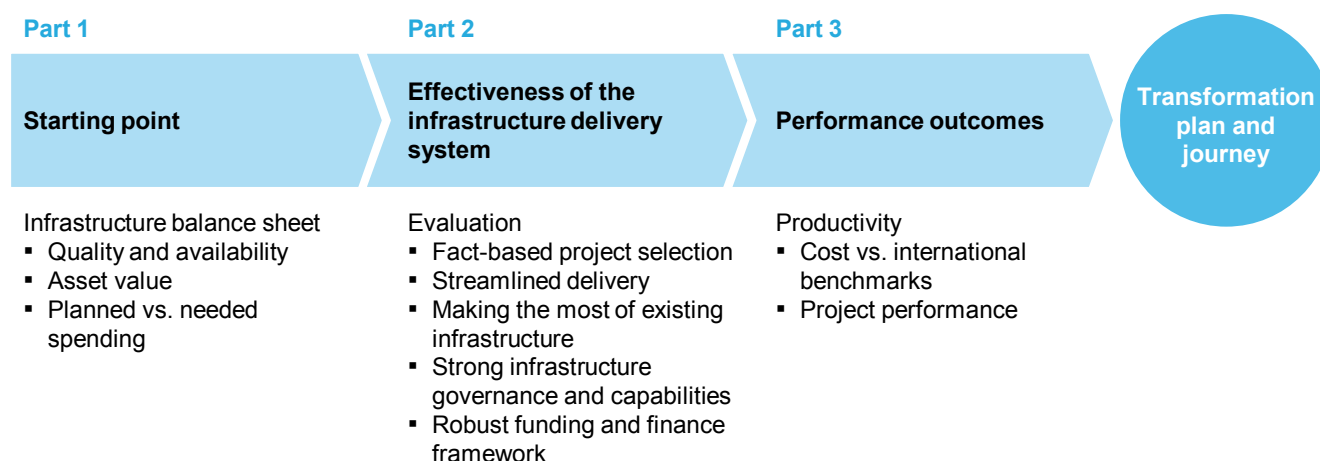 Part 1
Starting point
Infrastructure balance sheet
▪ Quality and availability
▪ Asset value
▪ Planned vs. needed
spending
Part 2
Effectiveness of the
infrastructure delivery
system
Evaluation
▪ Fact-based project selection
▪ Streamlined delivery
▪ Making the most of existing
infrastructure
▪ Strong infrastructure
governance and capabilities
▪ Robust funding and finance
framework
Part 3
Performance outcomes
Productivity
▪ Cost vs. international
benchmarks
▪ Project performance
Transformation
plan and
journey